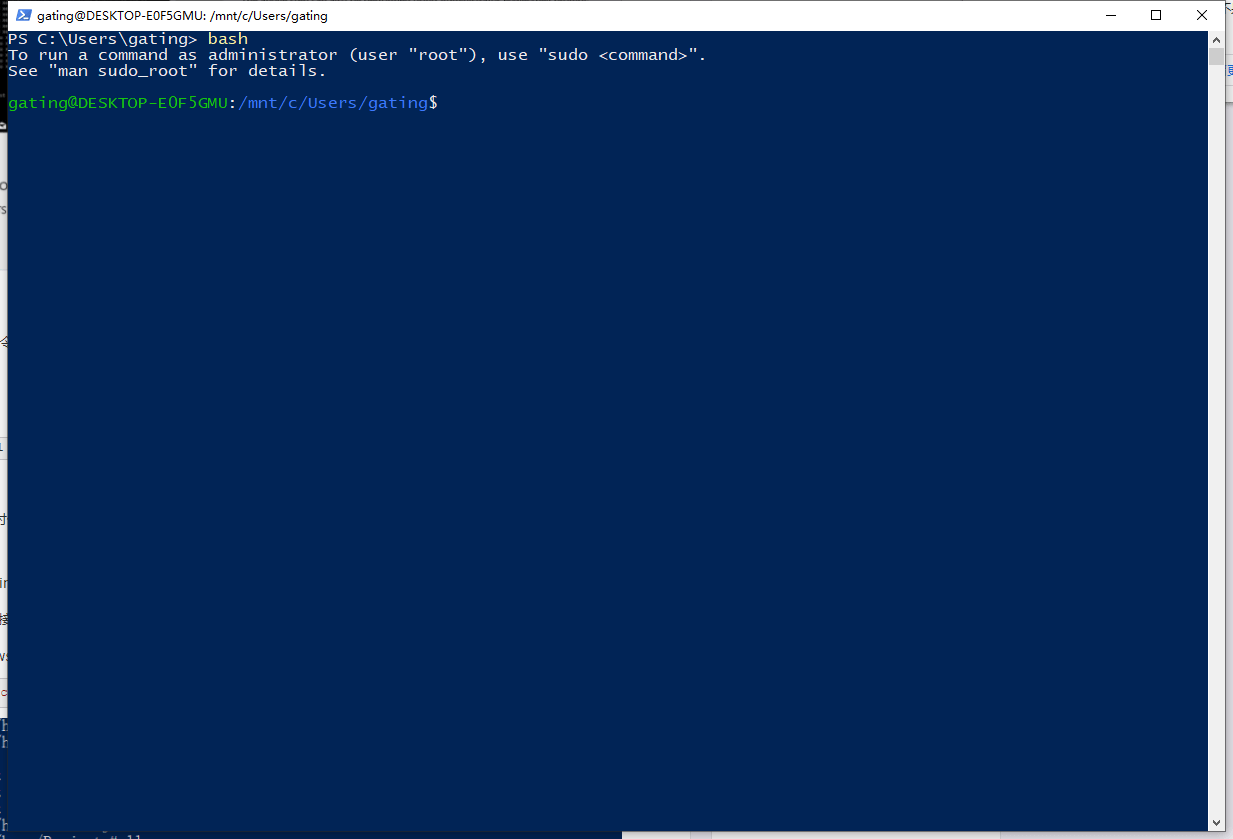 gating@DESKTOP-E0F5GMU: /mnt/c/Users/gating
PS C:\Users\gating> bash
To run a command as administrator (user "root"), use "sudo <command>".
See "man sudo_root" for details.
gating@DESKTOP-E0F5GMU:/mnt/c/Users/gating$